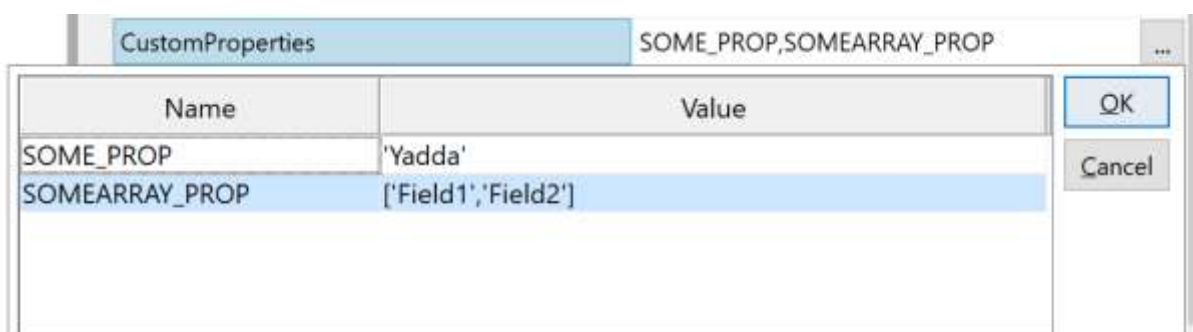 CustomProperties SOME_PROP,SOMEARRAY_PROP ...
Name Value OK
SOME_PROP 'Yadda'
Cancel
SOMEARRAY_PROP ['Field1','Field2']